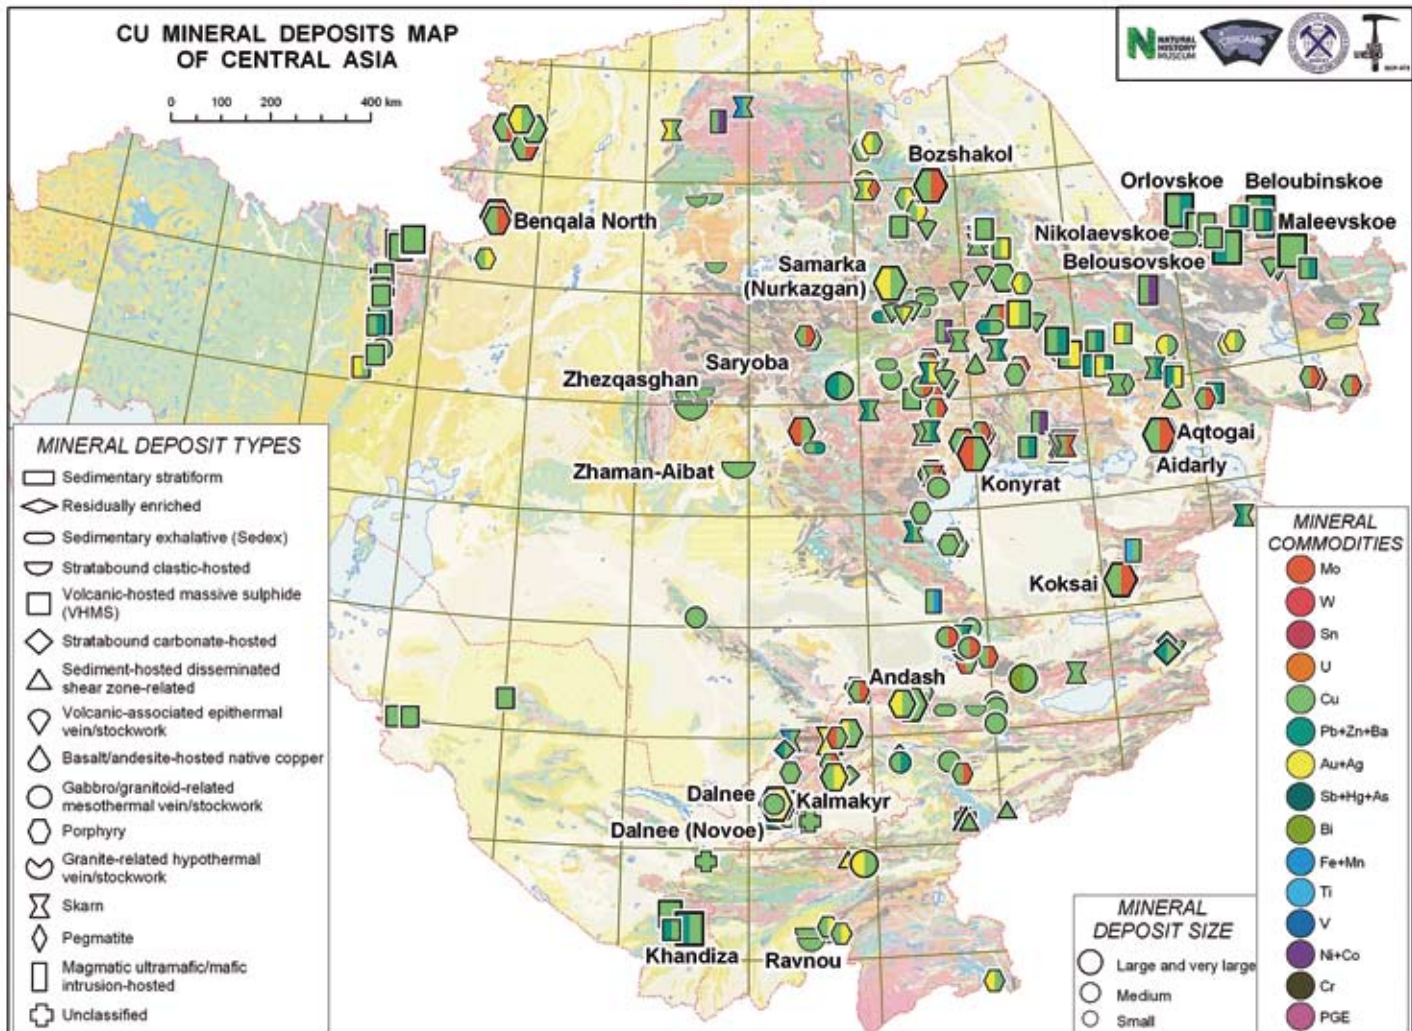 CU MINERAL DEPOSITS MAP
OF CENTRAL ASIA
0 100 200 400 km
NATURAL
HISTORY
MUSEUM
CERCAMS
Bozshakol
Orlovskoe
Beloubinskoe
Benqala North
Nikolaevskoe
Maleevskoe
Belousovskoe
Samarka
(Nurkazgan)
Saryoba
Zhezqasghan
Zhaman-Aibat
Aqtogai
Aidarly
Konyrat
Koksai
Andash
Dalnee
Kalmakyr
Dalnee (Novoe)
Khandiza
Ravnou
MINERAL DEPOSIT TYPES
Sedimentary stratiform
Residually enriched
Sedimentary exhalative (Sedex)
Stratabound clastic-hosted
Volcanic-hosted massive sulphide
(VHMS)
Stratabound carbonate-hosted
Sediment-hosted disseminated
shear zone-related
Volcanic-associated epithermal
vein/stockwork
Basalt/andesite-hosted native copper
Gabbro/granitoid-related
mesothermal vein/stockwork
Porphyry
Granite-related hypothermal
vein/stockwork
Skarn
Pegmatite
Magmatic ultramafic/mafic
intrusion-hosted
Unclassified
MINERAL
DEPOSIT SIZE
Large and very large
Medium
Small
MINERAL
COMMODITIES
Mo
W
Sn
U
Cu
Pb+Zn+Ba
Au+Ag
Sb+Hg+As
Bi
Fe+Mn
Ti
V
Ni+Co
Cr
PGE